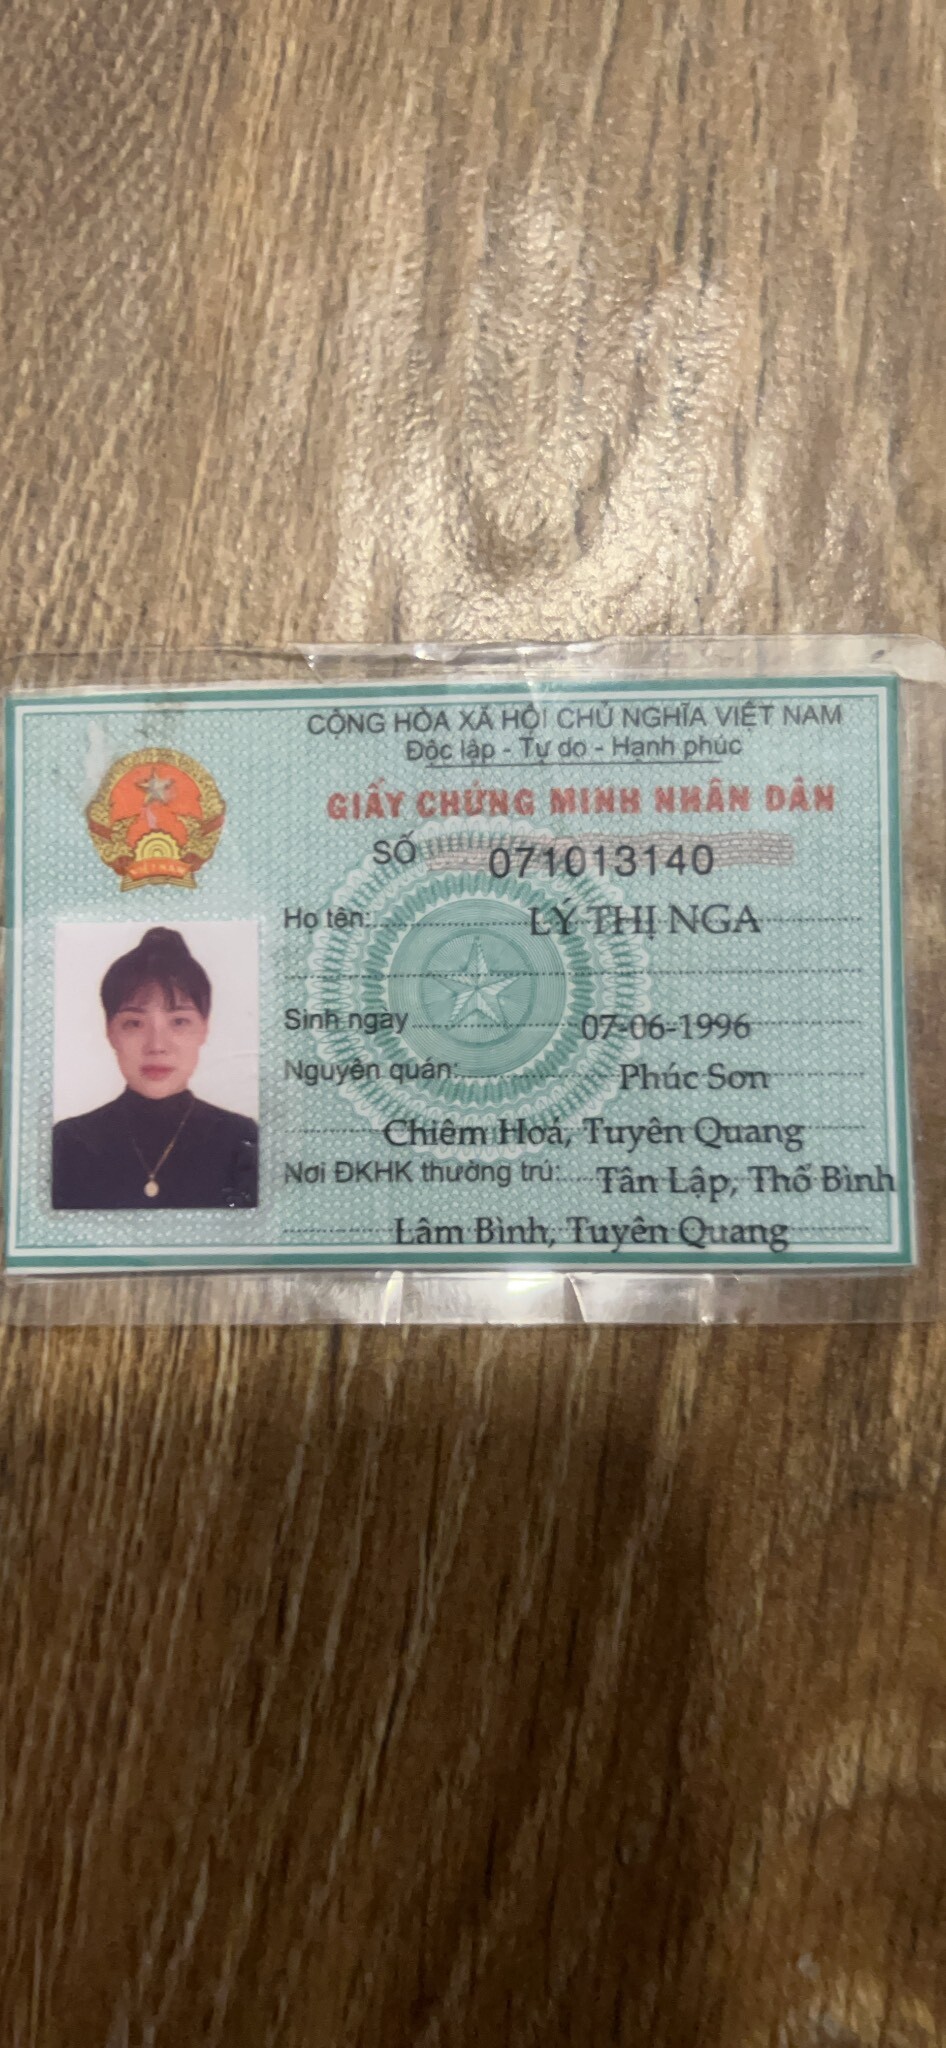 CỘNG HÒA XÃ HỘI CHỦ NGHĨA VIỆT NAM
Độc lập - Tự do - Hạnh phúc
GIẤY CHỨNG MINH NHÂN DÂN
SỐ 071013140
Họ tên: LÝ THỊ NGA
Sinh ngày 07-06-1996
Nguyên quán: Phúc Sơn
Chiêm Hoá, Tuyên Quang
Nơi ĐKHK thường trú: Tân Lập, Thổ Bình
Lâm Bình, Tuyên Quang
VIỆT NAM